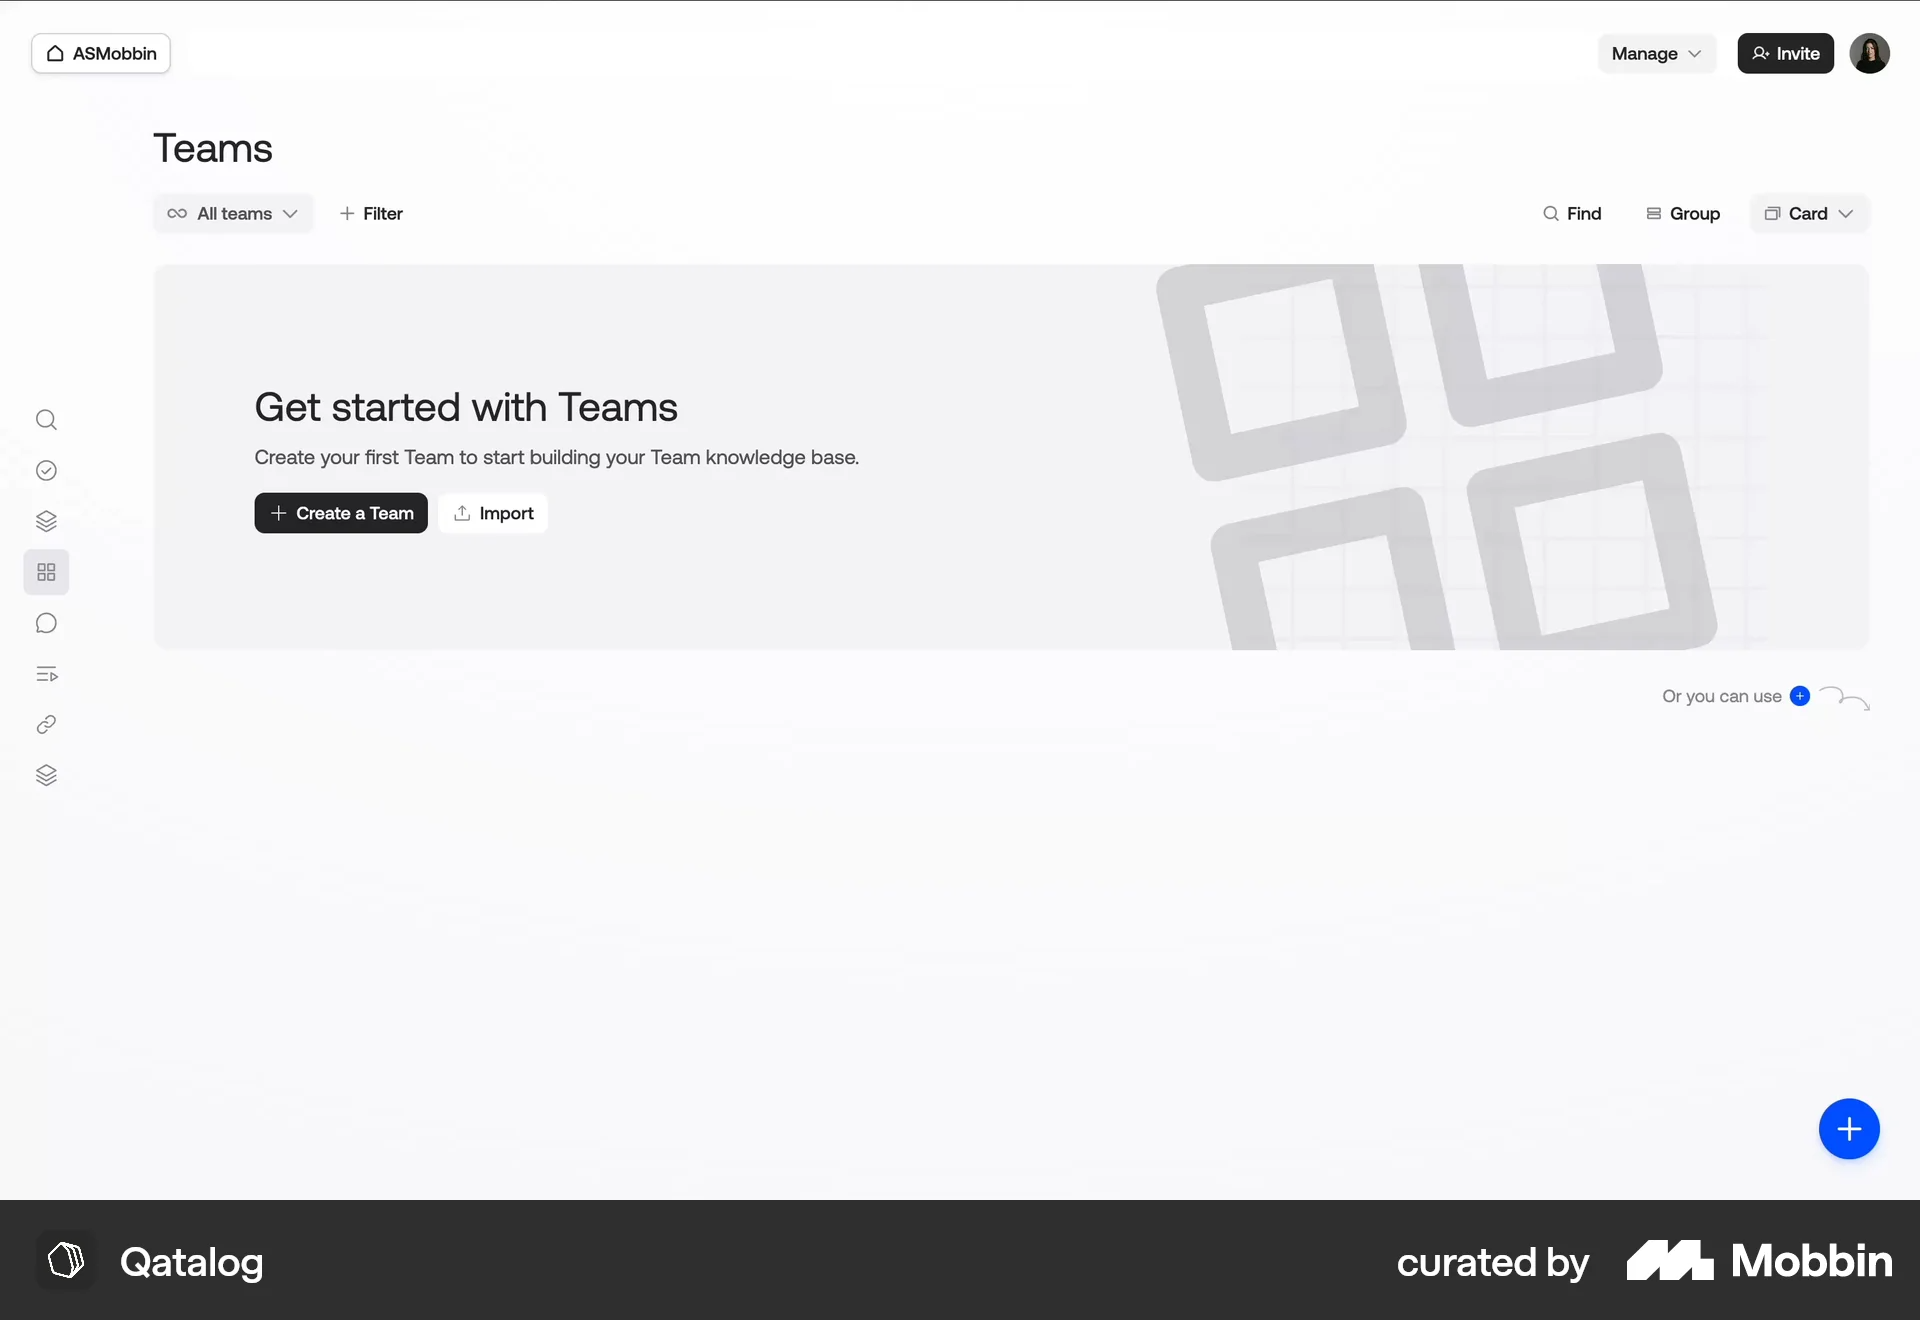 ASMobbin
Manage
Invite
Teams
All teams
Filter
Find
Group
Card
Get started with Teams
Create your first Team to start building your Team knowledge base.
Create a Team
Import
Or you can use
Qatalog
curated by
Mobbin